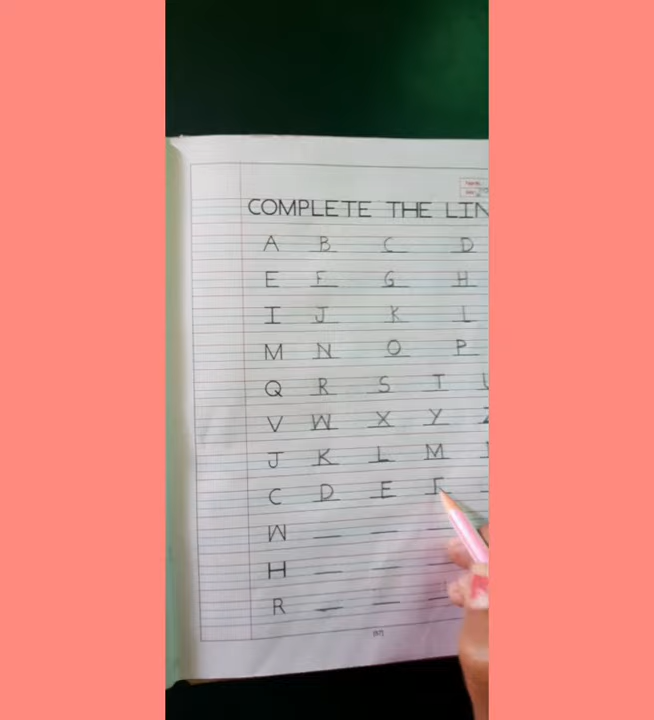 COMPLETE THE LIN
A B C D
E F G H
I J K L
M N O P
Q R S T U
V W X Y Z
J K L M
C D E F
W
H
R